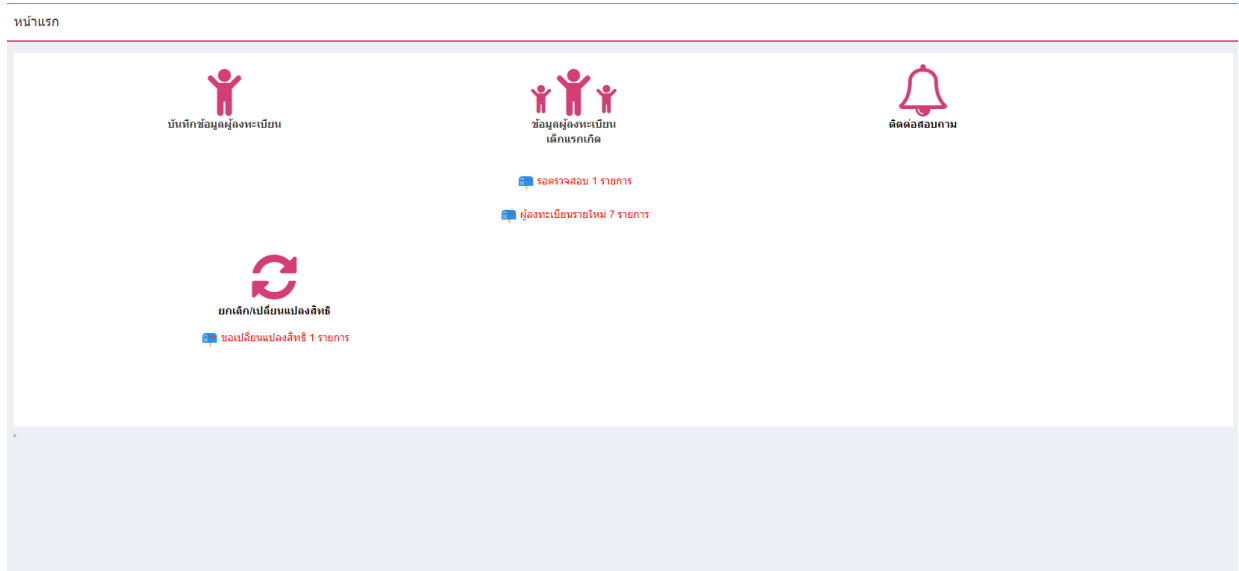 หน้าแรก
บันทึกข้อมูลผู้ลงทะเบียน
ข้อมูลผู้ลงทะเบียน
เด็กแรกเกิด
ติดต่อสอบถาม
รอตรวจสอบ 1 รายการ
ผู้ลงทะเบียนรายใหม่ 7 รายการ
ยกเลิก/เปลี่ยนแปลงสิทธิ
ขอเปลี่ยนแปลงสิทธิ 1 รายการ